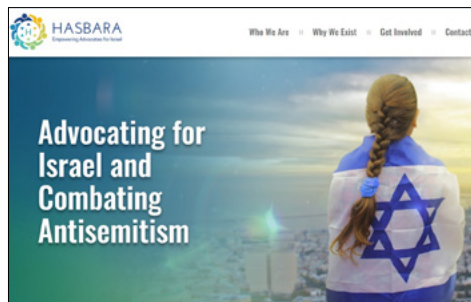 HASBARA
Empowering Advocates for Israel
Who We Are
Why We Exist
Get Involved
Contact
Advocating for
Israel and
Combating
Antisemitism